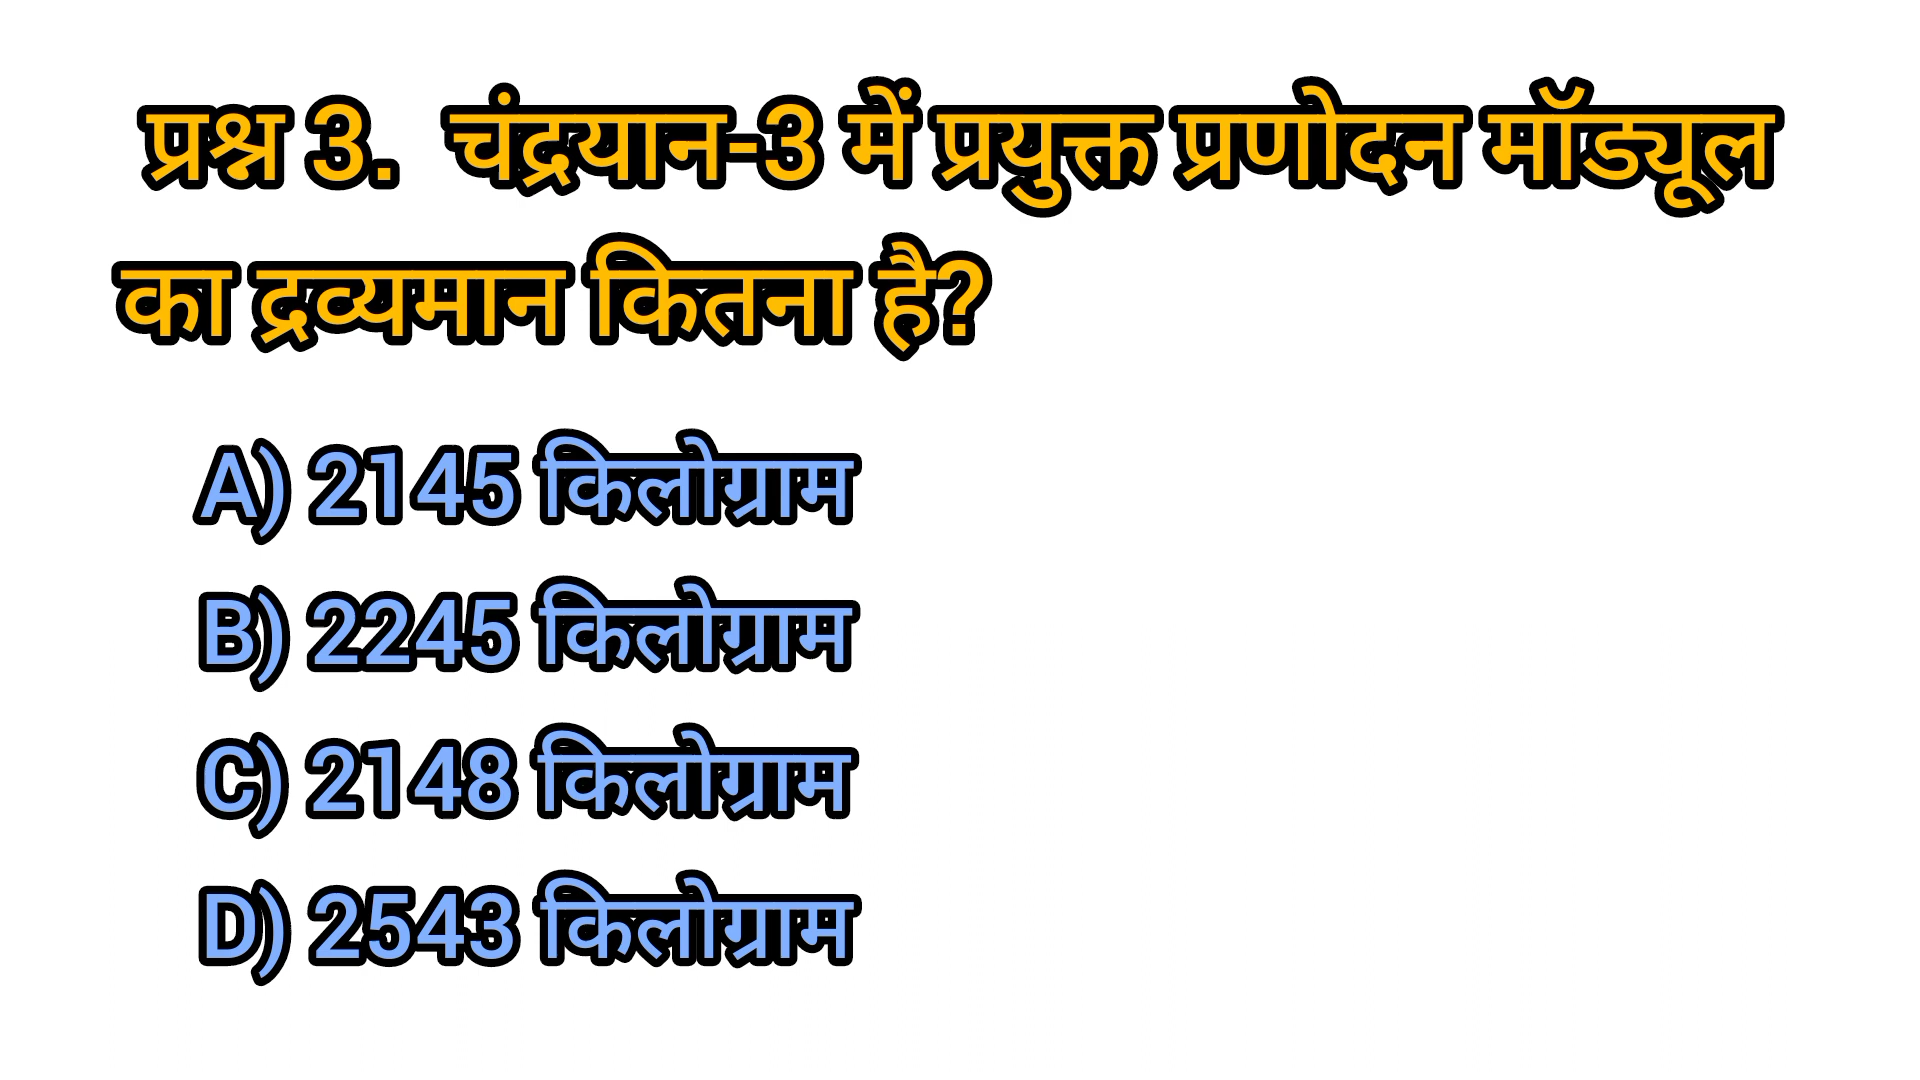 प्रश्न 3. चंद्रयान-3 में प्रयुक्त प्रणोदन मॉड्यूल
का द्रव्यमान कितना है?
A) 2145 किलोग्राम
B) 2245 किलोग्राम
C) 2148 किलोग्राम
D) 2543 किलोग्राम